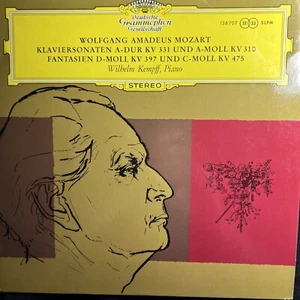 Deutsche
Grammophon
Gesellschaft
138 707
SLPM
WOLFGANG AMADEUS MOZART
KLAVIERSONATEN A-DUR KV 331 UND A-MOLL KV 310
FANTASIEN D-MOLL KV 397 UND C-MOLL KV 475
Wilhelm Kempff, Piano
STEREO